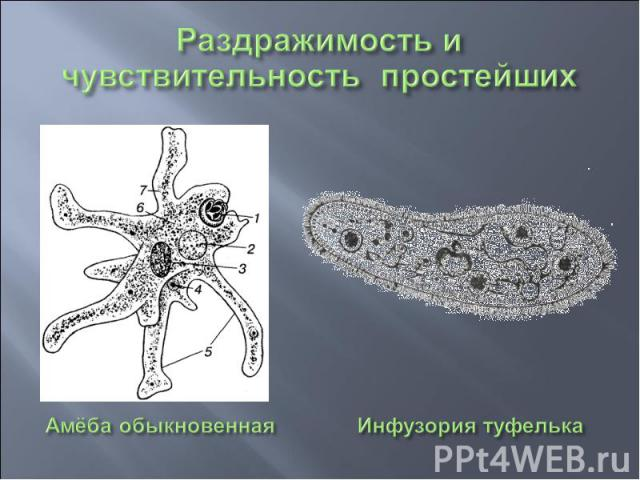 Раздражимость и
чувствительность простейших
7
6
1
2
3
4
5
Амёба обыкновенная
Инфузория туфелька
PPt4WEB.ru